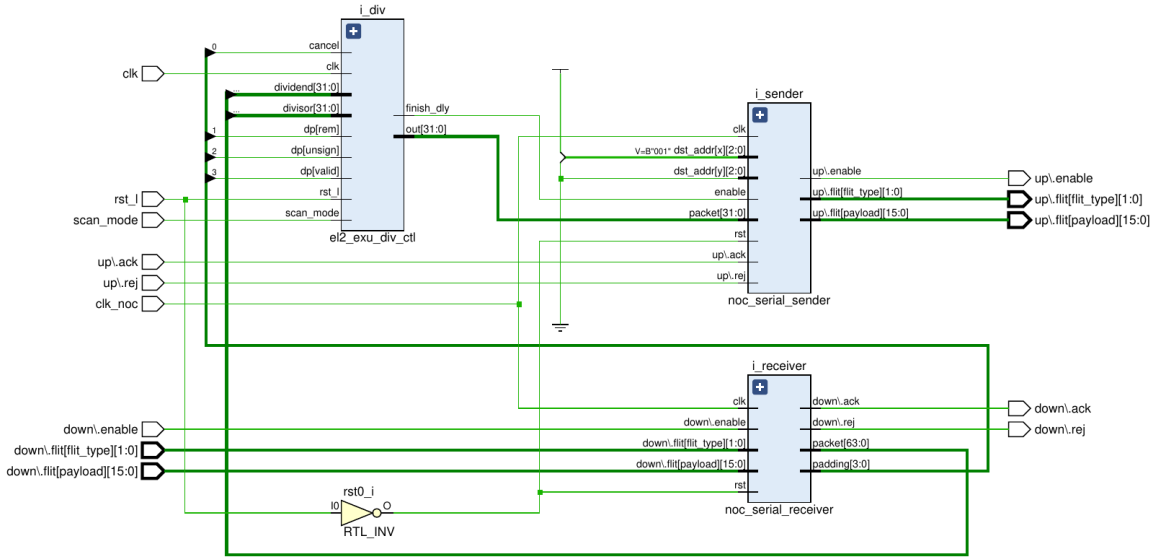 i_div
0
cancel
clk
clk
dividend[31:0]
...
divisor[31:0]
...
finish_dly
dp[rem]
1
out[31:0]
dp[unsign]
2
dp[valid]
3
rst_l
rst_l
scan_mode
scan_mode
el2_exu_div_ctl
up\.ack
up\.rej
clk_noc
i_sender
clk
V=B"001" dst_addr[x][2:0]
dst_addr[y][2:0]
enable
packet[31:0]
rst
up\.ack
up\.rej
up\.enable
up\.flit[flit_type][1:0]
up\.flit[payload][15:0]
up\.enable
up\.flit[flit_type][1:0]
up\.flit[payload][15:0]
noc_serial_sender
i_receiver
clk
down\.enable
down\.flit[flit_type][1:0]
down\.flit[payload][15:0]
rst
down\.ack
down\.rej
packet[63:0]
padding[3:0]
down\.ack
down\.rej
noc_serial_receiver
down\.enable
down\.flit[flit_type][1:0]
down\.flit[payload][15:0]
rst0_i
I0
O
RTL_INV